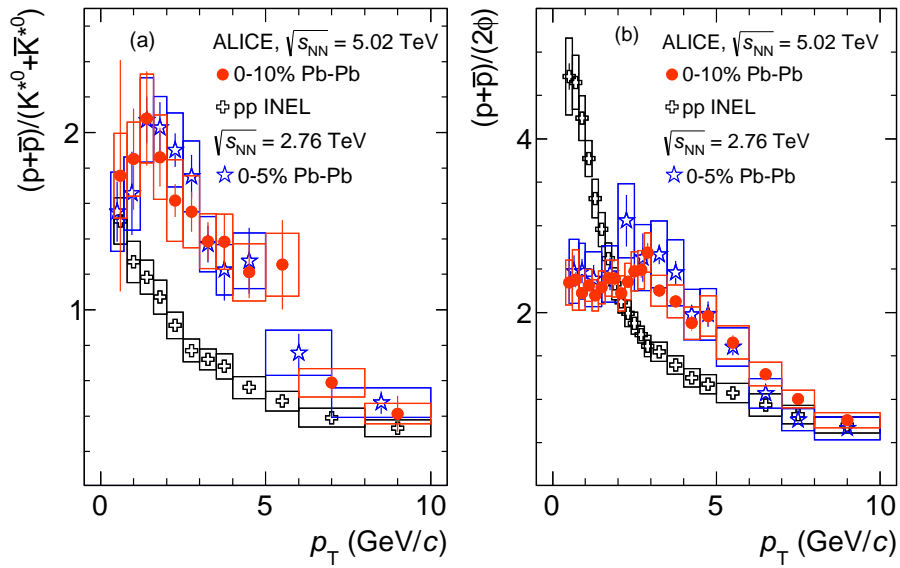 (a)
ALICE, √s_NN = 5.02 TeV
0-10% Pb-Pb
pp INEL
√s_NN = 2.76 TeV
0-5% Pb-Pb
(p+p̅)/(K*⁰+K̅*⁰)
2
1
0
5
10
p_T (GeV/c)
(b)
ALICE, √s_NN = 5.02 TeV
0-10% Pb-Pb
pp INEL
√s_NN = 2.76 TeV
0-5% Pb-Pb
(p+p̅)/(2ϕ)
4
2
0
5
10
p_T (GeV/c)